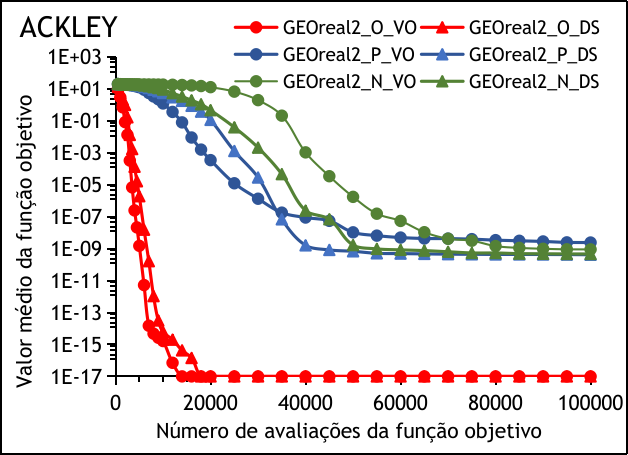 ACKLEY
GEOreal2_O_VO GEOreal2_O_DS
GEOreal2_P_VO GEOreal2_P_DS
GEOreal2_N_VO GEOreal2_N_DS
Valor médio da função objetivo
1E+03
1E+01
1E-01
1E-03
1E-05
1E-07
1E-09
1E-11
1E-13
1E-15
1E-17
0 20000 40000 60000 80000 100000
Número de avaliações da função objetivo